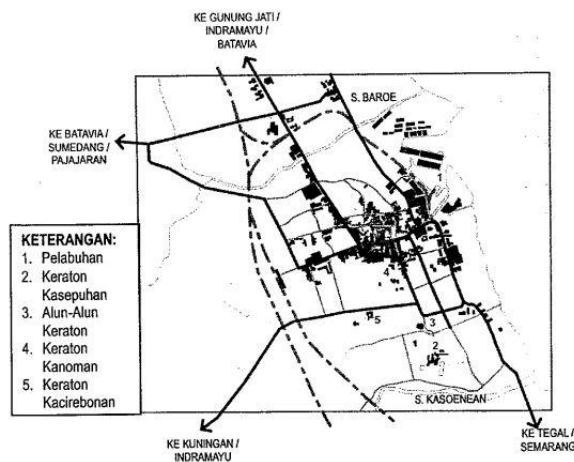 KE GUNUNG JATI /
INDRAMAYU /
BATAVIA
S. BAROE
KE BATAVIA /
SUMEDANG /
PAJAJARAN
1
KETERANGAN:
1. Pelabuhan
2. Keraton
Kasepuhan
3. Alun-Alun
Keraton
4. Keraton
Kanoman
5. Keraton
Kacirebonan
4
5
3
1
2
S. KASOENEAN
KE KUNINGAN /
INDRAMAYU
KE TEGAL /
SEMARANG